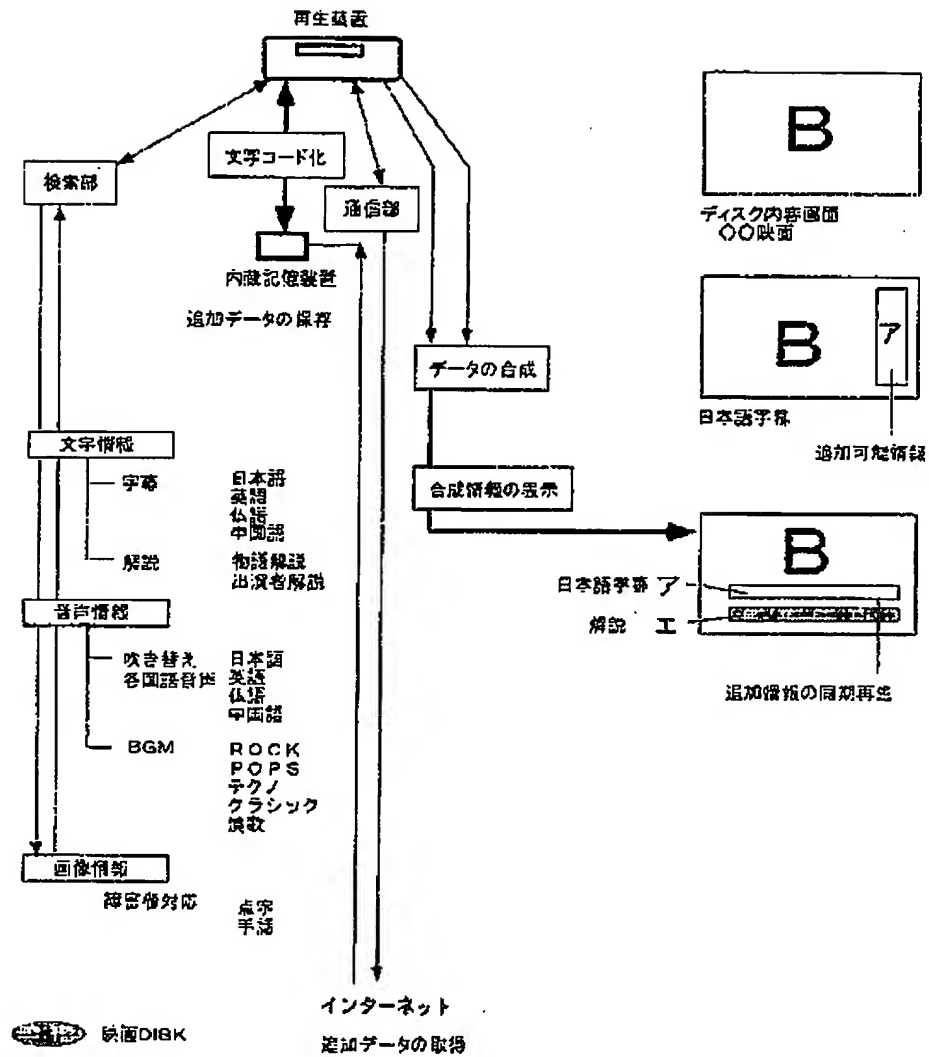 再生装置
文字コード化
検索部
通信部
内蔵記憶装置
追加データの保存
データの合成
合成情報の表示
文字情報
字幕
日本語
英語
仏語
中国語
解説
物語解説
出演者解説
音声情報
吹き替え
各国語音声
日本語
英語
仏語
中国語
BGM
ROCK
POPS
テクノ
クラシック
演歌
画像情報
障害者対応
点字
手話
インターネット
追加データの取得
映画DISK
B
ディスク内容画面
〇〇映画
B
ア
日本語字幕
追加可能情報
B
日本語字幕 ア
解説 エ
追加情報の同期再生